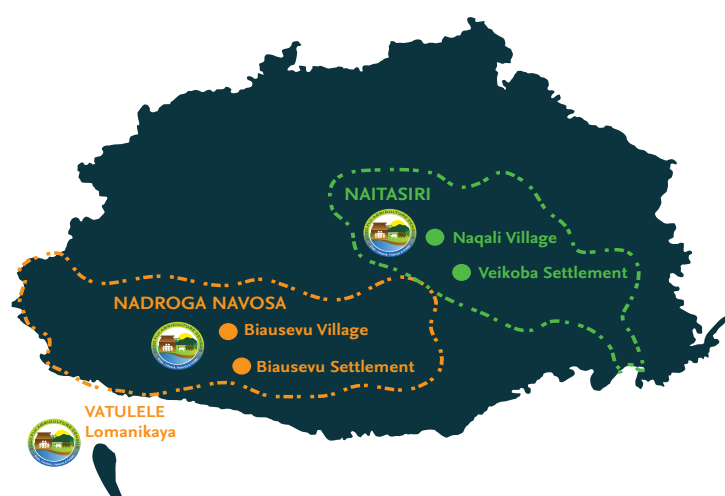 NAITASIRI
Naqali Village
Veikoba Settlement
NADROGA NAVOSA
Biausevu Village
Biausevu Settlement
VATULELE
Lomanikaya